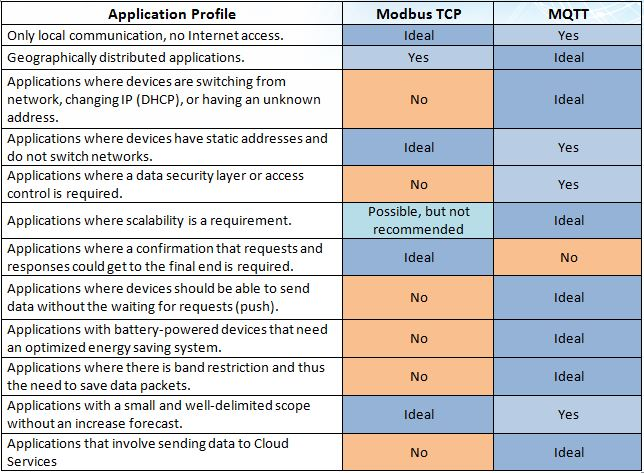 Application Profile Modbus TCP MQTT
Only local communication, no Internet access. Ideal Yes
Geographically distributed applications. Yes Ideal
Applications where devices are switching from
network, changing IP (DHCP), or having an unknown
address.
No Ideal
Applications where devices have static addresses and
do not switch networks.
Ideal Yes
Applications where a data security layer or access
control is required.
No Yes
Applications where scalability is a requirement.
Possible, but not
recommended
Ideal
Applications where a confirmation that requests and
responses could get to the final end is required.
Ideal No
Applications where devices should be able to send
data without the waiting for requests (push).
No Ideal
Applications with battery-powered devices that need
an optimized energy saving system.
No Ideal
Applications where there is band restriction and thus
the need to save data packets.
No Ideal
Applications with a small and well-delimited scope
without an increase forecast.
Ideal Yes
Applications that involve sending data to Cloud
Services
No Ideal